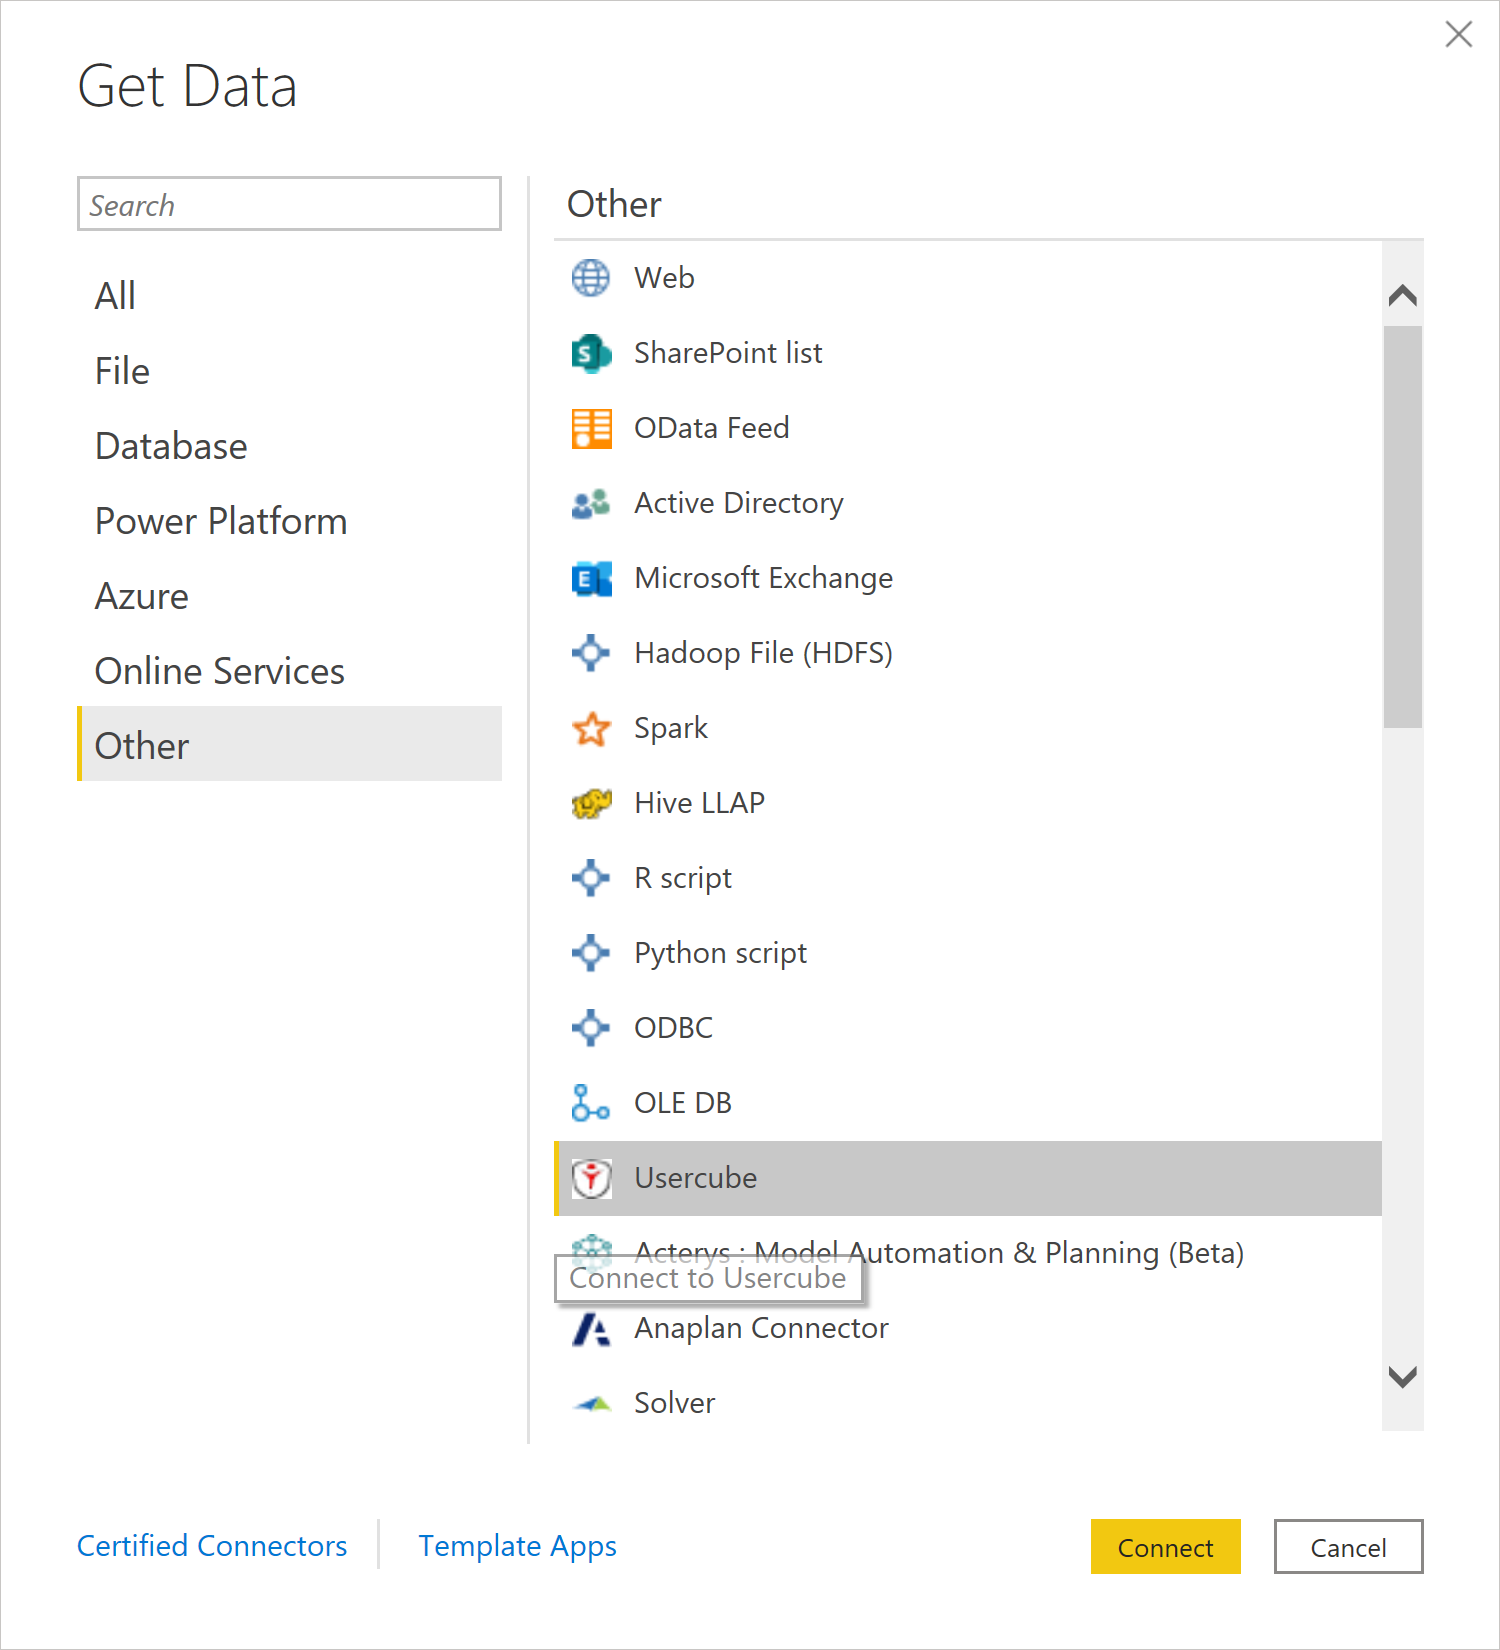 Get Data
Search
All
File
Database
Power Platform
Azure
Online Services
Other
Other
Web
SharePoint list
OData Feed
Active Directory
Microsoft Exchange
Hadoop File (HDFS)
Spark
Hive LLAP
R script
Python script
ODBC
OLE DB
Usercube
Acterys : Model Automation & Planning (Beta)
Connect to Usercube
Anaplan Connector
Solver
Certified Connectors
Template Apps
Connect
Cancel